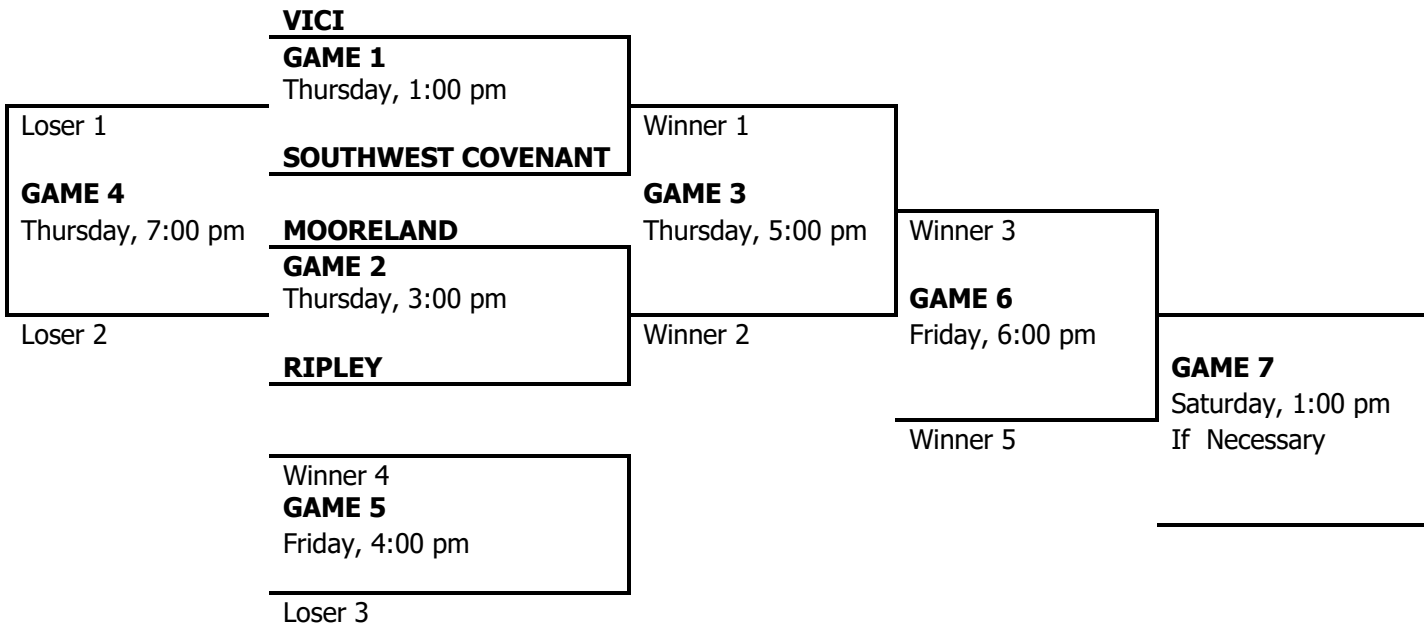 VICI
GAME 1
Thursday, 1:00 pm
Loser 1
Winner 1
SOUTHWEST COVENANT
GAME 4
GAME 3
Thursday, 7:00 pm
MOORELAND
Thursday, 5:00 pm
Winner 3
GAME 2
Thursday, 3:00 pm
GAME 6
Loser 2
Winner 2
Friday, 6:00 pm
RIPLEY
GAME 7
Saturday, 1:00 pm
Winner 5
If Necessary
Winner 4
GAME 5
Friday, 4:00 pm
Loser 3